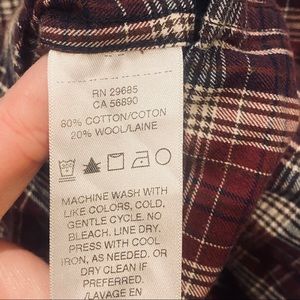 RN 29685
CA 56890
80% COTTON/COTON
20% WOOL/LAINE
MACHINE WASH WITH
LIKE COLORS, COLD,
GENTLE CYCLE. NO
BLEACH. LINE DRY.
PRESS WITH COOL
IRON, AS NEEDED. OR
DRY CLEAN IF
DESIRED.
/LAVAGE EN